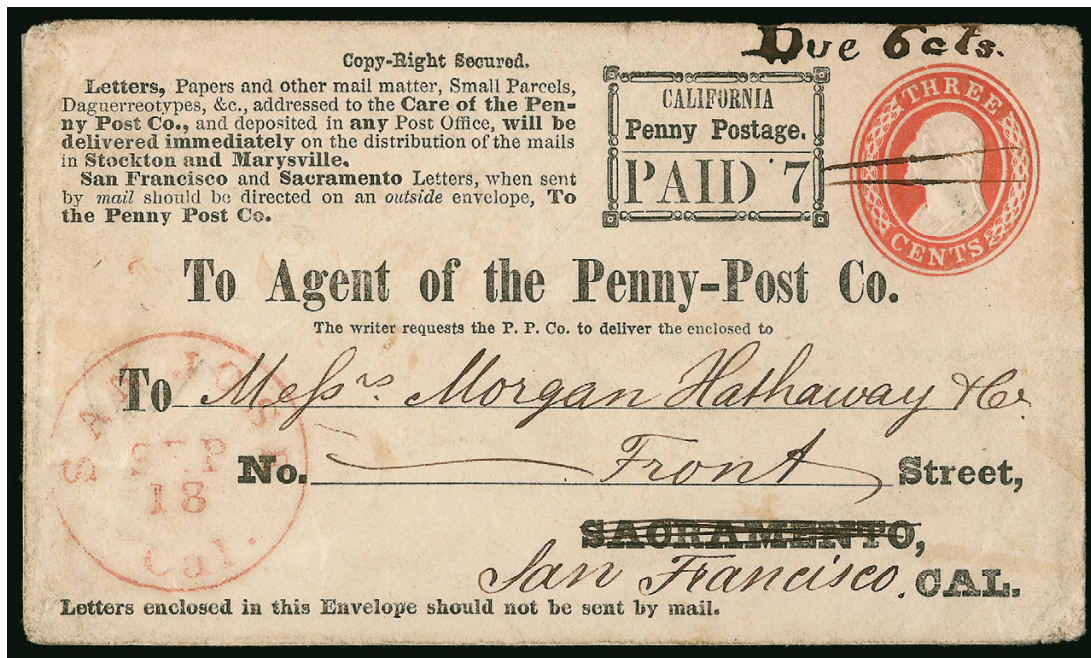 Due 6 cts.
Copy-Right Secured.
Letters, Papers and other mail matter, Small Parcels,
Daguerreotypes, &c., addressed to the Care of the Pen-
ny Post Co., and deposited in any Post Office, will be
delivered immediately on the distribution of the mails
in Stockton and Marysville.
San Francisco and Sacramento Letters, when sent
by mail should be directed on an outside envelope, To
the Penny Post Co.
CALIFORNIA
Penny Postage.
PAID 7
THREE
CENTS
To Agent of the Penny-Post Co.
The writer requests the P. P. Co. to deliver the enclosed to
To Messrs. Morgan Hathaway & Co
No. Front Street,
SACRAMENTO,
San Francisco. CAL.
Letters enclosed in this Envelope should not be sent by mail.
SAN JOSE
SEP
18
Cal.